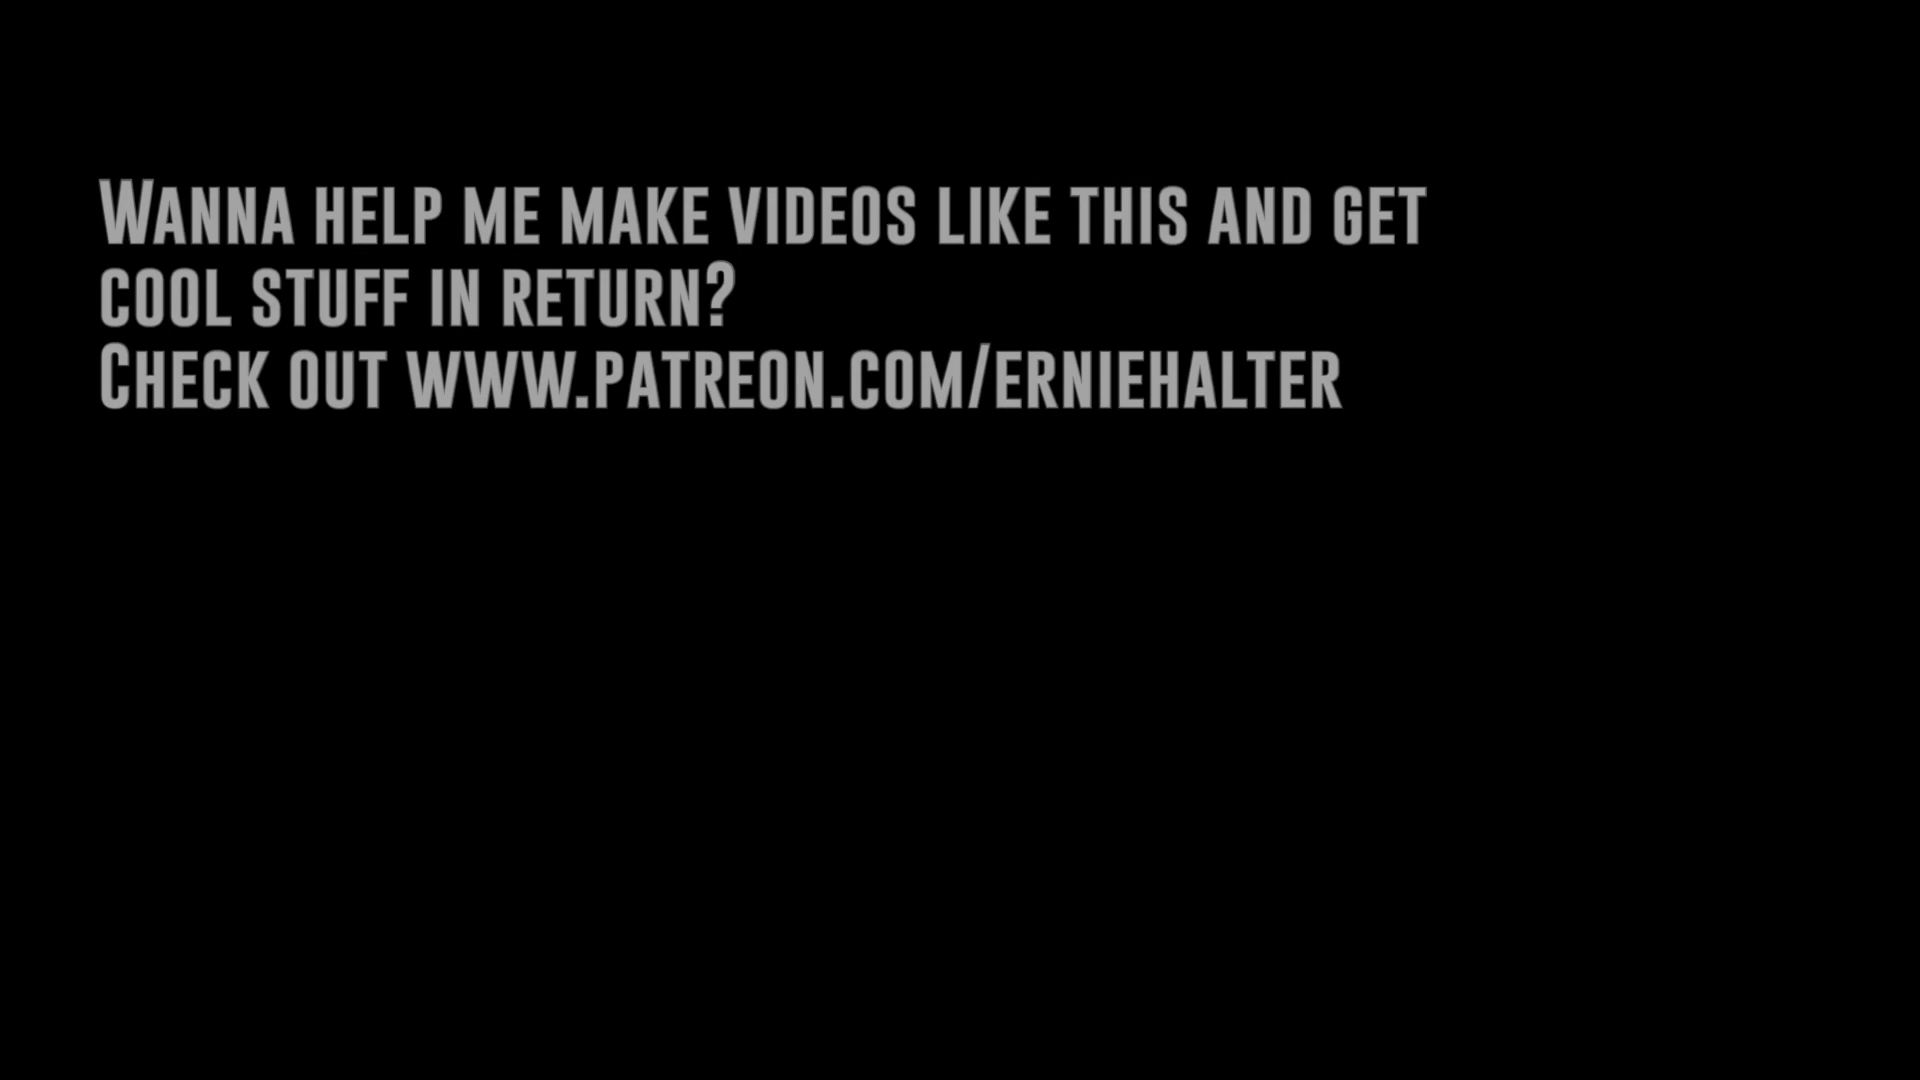 Wanna help me make videos like this and get
cool stuff in return?
Check out www.patreon.com/erniehalter